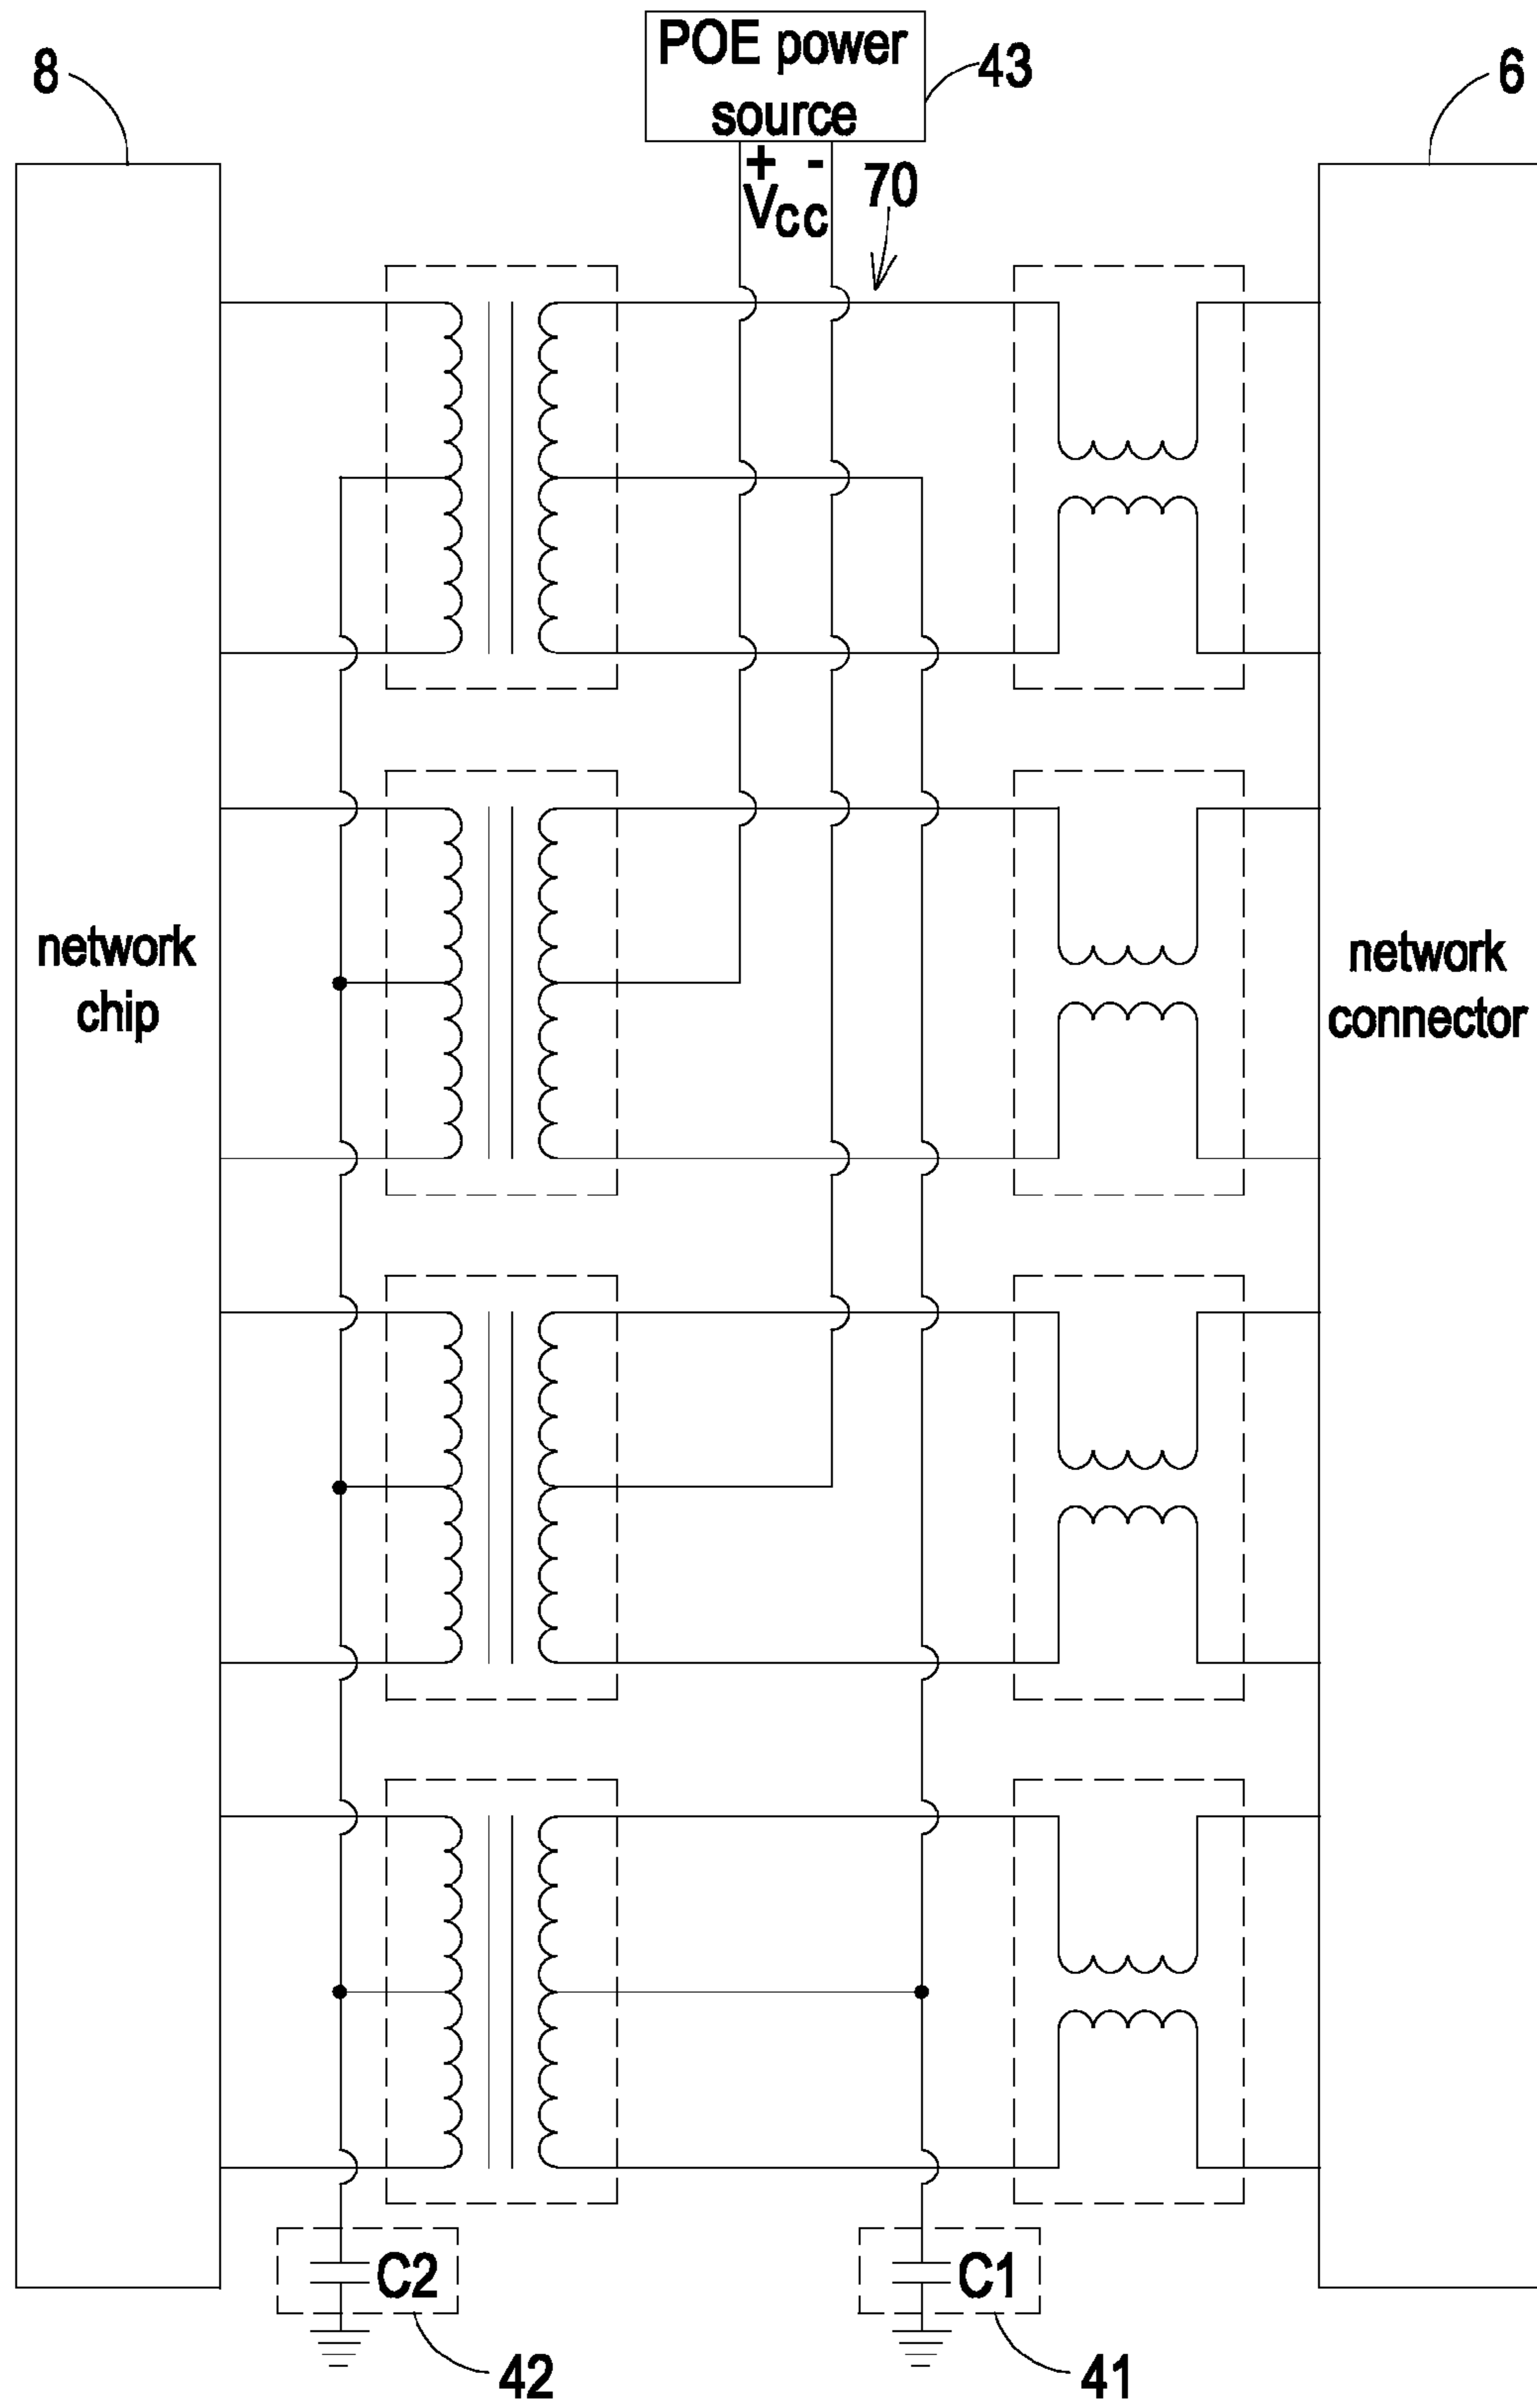 POE power
source
43
8
6
+ -
Vcc
70
network
chip
network
connector
C2
C1
42
41